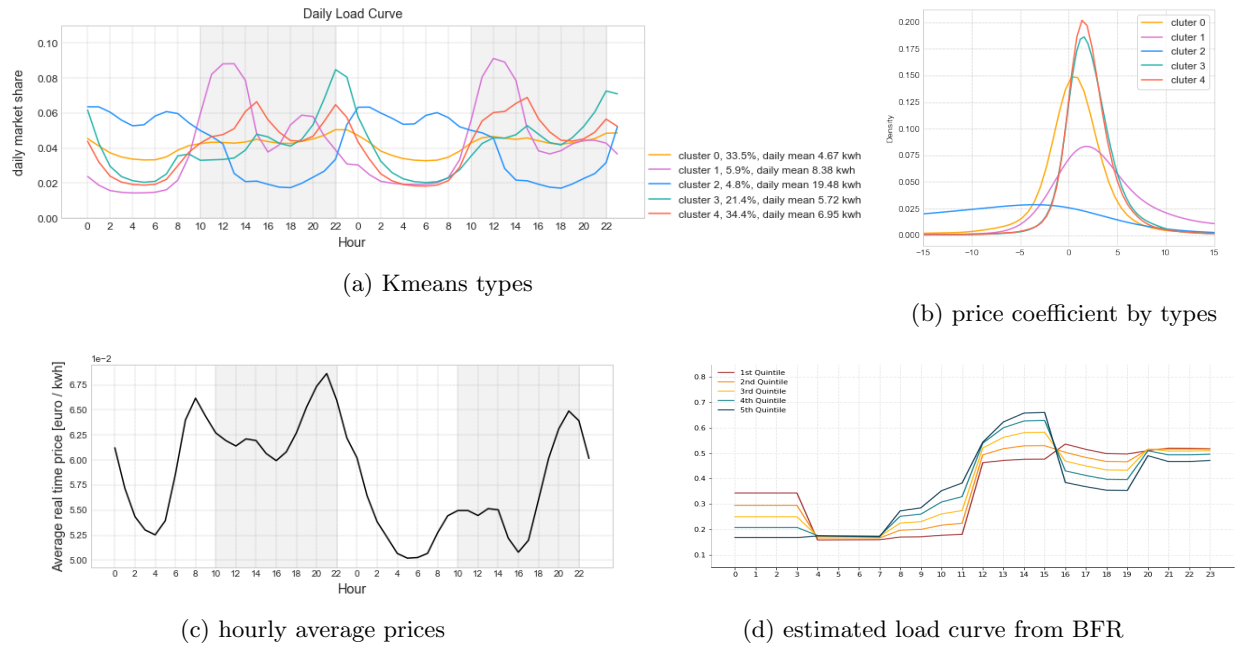 Daily Load Curve
daily market share
0.10
0.08
0.06
0.04
0.02
0.00
0 2 4 6 8 10 12 14 16 18 20 22 0 2 4 6 8 10 12 14 16 18 20 22
Hour
cluster 0, 33.5%, daily mean 4.67 kwh
cluster 1, 5.9%, daily mean 8.38 kwh
cluster 2, 4.8%, daily mean 19.48 kwh
cluster 3, 21.4%, daily mean 5.72 kwh
cluster 4, 34.4%, daily mean 6.95 kwh
(a) Kmeans types
Density
0.200
0.175
0.150
0.125
0.100
0.075
0.050
0.025
0.000
−15 −10 −5 0 5 10 15
cluter 0
cluster 1
cluster 2
cluster 3
cluster 4
(b) price coefficient by types
1e−2
Average real time price [euro / kwh]
6.75
6.50
6.25
6.00
5.75
5.50
5.25
5.00
0 2 4 6 8 10 12 14 16 18 20 22 0 2 4 6 8 10 12 14 16 18 20 22
Hour
(c) hourly average prices
0.8
0.7
0.6
0.5
0.4
0.3
0.2
0.1
1st Quintile
2nd Quintile
3rd Quintile
4th Quintile
5th Quintile
0 1 2 3 4 5 6 7 8 9 10 11 12 13 14 15 16 17 18 19 20 21 22 23
(d) estimated load curve from BFR